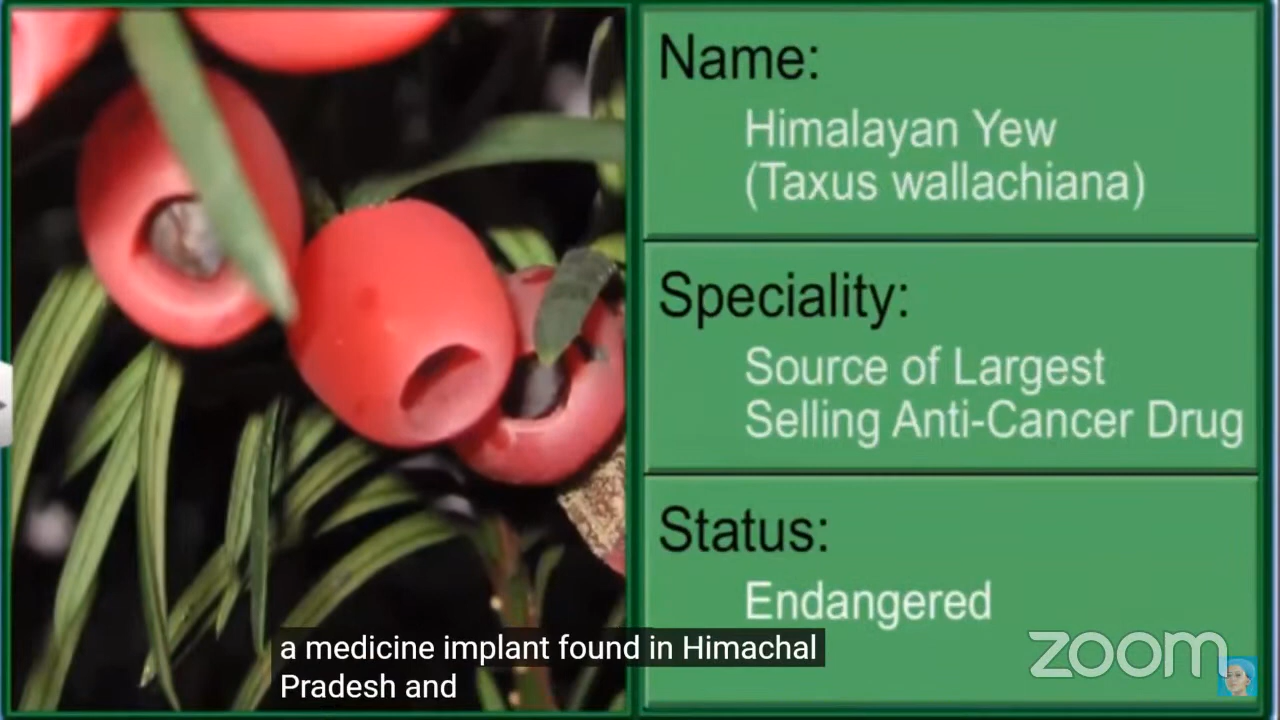 Name:
Himalayan Yew
(Taxus wallachiana)
Speciality:
Source of Largest
Selling Anti-Cancer Drug
Status:
Endangered
a medicine implant found in Himachal
Pradesh and
zoom